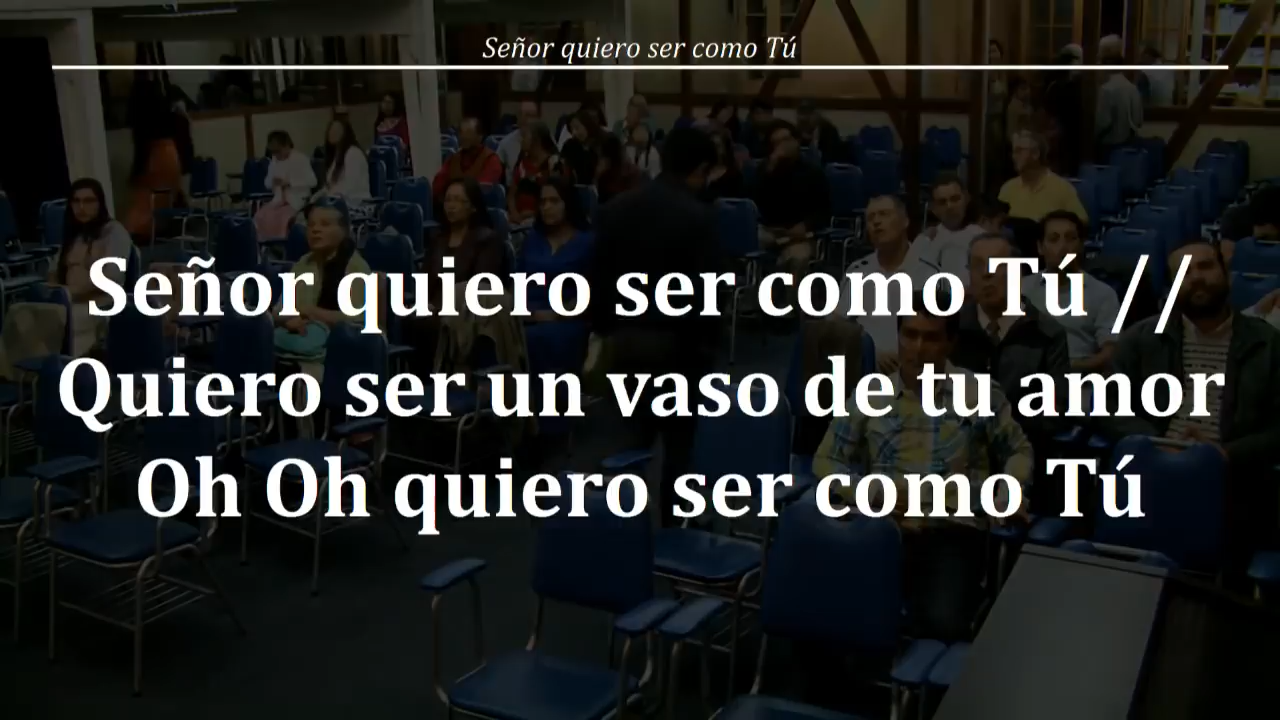 Señor quiero ser como Tú
Señor quiero ser como Tú //
Quiero ser un vaso de tu amor
Oh Oh quiero ser como Tú